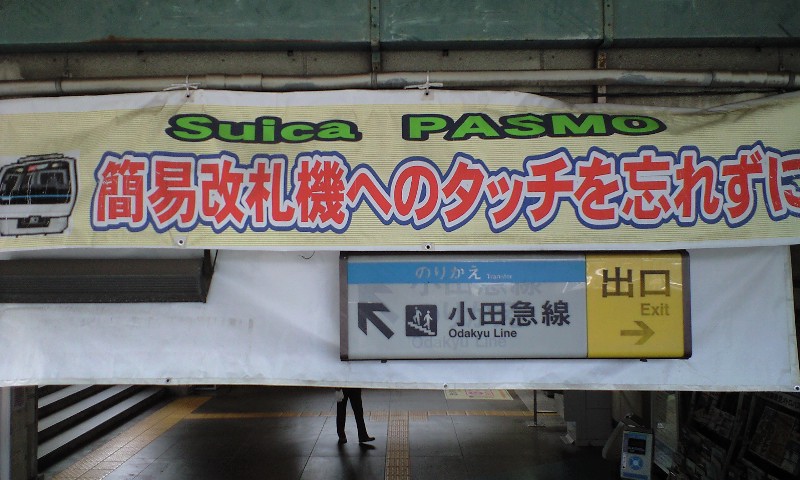 Suica PASMO
簡易改札機へのタッチを忘れずに
のりかえ Transfer
小田急線
Odakyu Line
出口
Exit